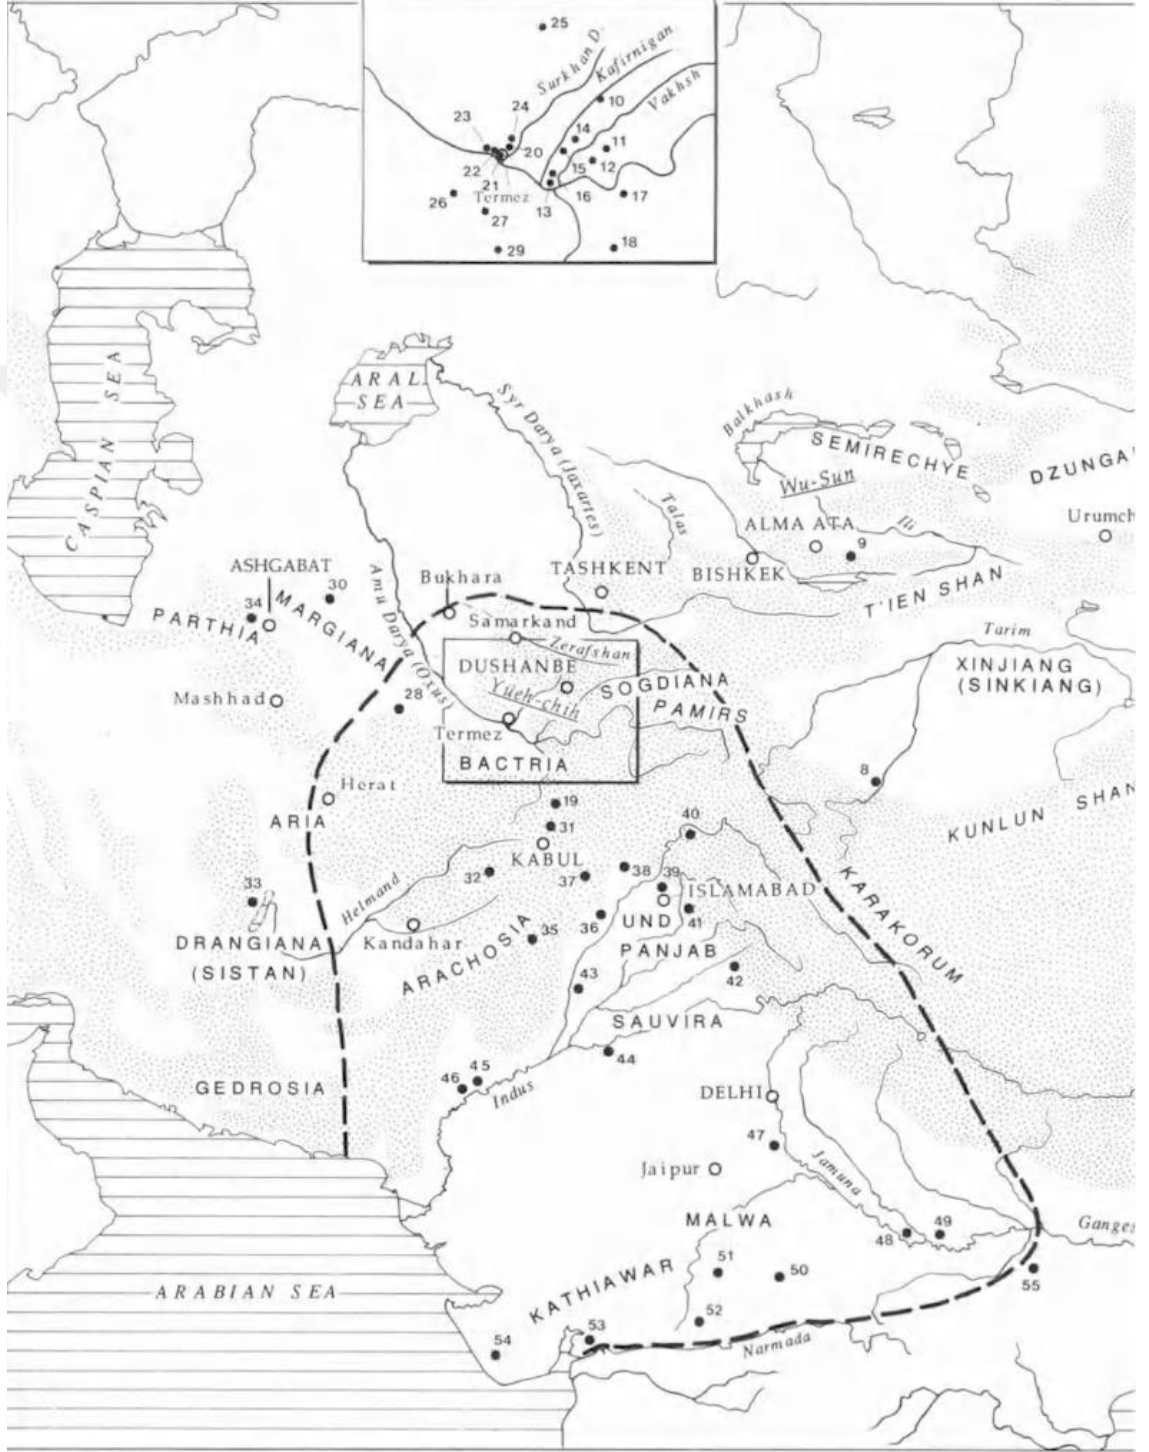 25
Surkhan D.
Kafirnigan
Vakhsh
10
24
23
14
11
20
22
15
12
21
26
Termez
16
17
13
27
29
18
ARAL
SEA
CASPIAN SEA
Syr Darya (Jaxartes)
Balkhash
SEMIRECHYE
DZUNGA
Wu-Sun
Talas
ALMA ATA
Ili
Urumch
9
ASHGABAT
30
Bukhara
TASHKENT
BISHKEK
T'IEN SHAN
34
PARTHIA
MARGIANA
Amu Darya (Oxus)
Samarkand
Zerafshan
Tarim
DUSHANBE
XINJIANG
(SINKIANG)
Mashhad
28
Yüeh-chih
SOGDIANA
PAMIRS
Termez
BACTRIA
8
Herat
19
KUNLUN SHAN
ARIA
31
40
KABUL
32
37
38
39
ISLAMABAD
KARAKORUM
33
Helmand
36
UND
41
DRANGIANA
(SISTAN)
Kandahar
ARACHOSIA
35
PANJAB
43
42
SAUVIRA
44
GEDROSIA
46
45
Indus
DELHI
47
Jaipur
Jamuna
MALWA
48
49
Ganges
51
50
55
ARABIAN SEA
KATHIAWAR
52
53
54
Narmada